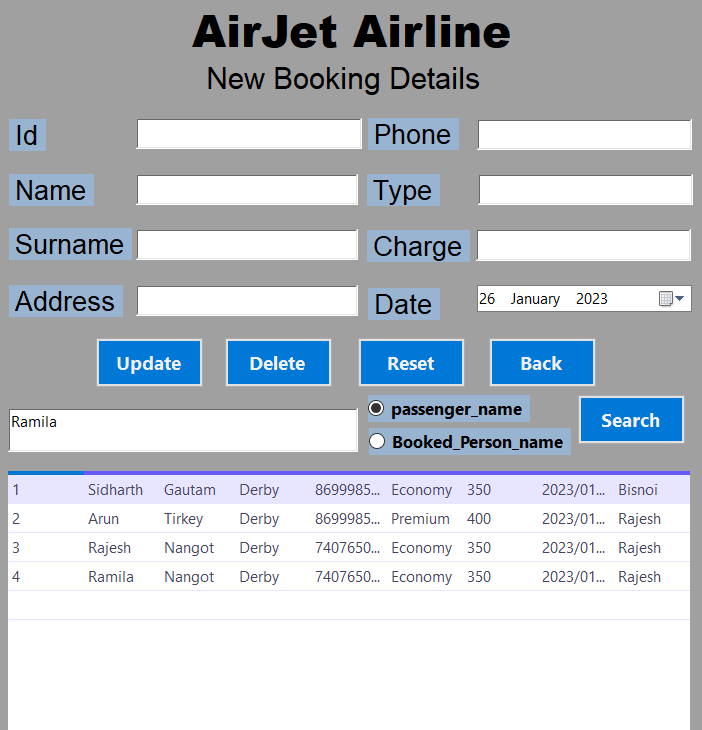 AirJet Airline
New Booking Details
Id Phone
Name Type
Surname Charge
Address Date 26 January 2023
Update Delete Reset Back
Ramila passenger_name Search
Booked_Person_name
1 Sidharth Gautam Derby 8699985... Economy 350 2023/01... Bisnoi
2 Arun Tirkey Derby 8699985... Premium 400 2023/01... Rajesh
3 Rajesh Nangot Derby 7407650... Economy 350 2023/01... Rajesh
4 Ramila Nangot Derby 7407650... Economy 350 2023/01... Rajesh